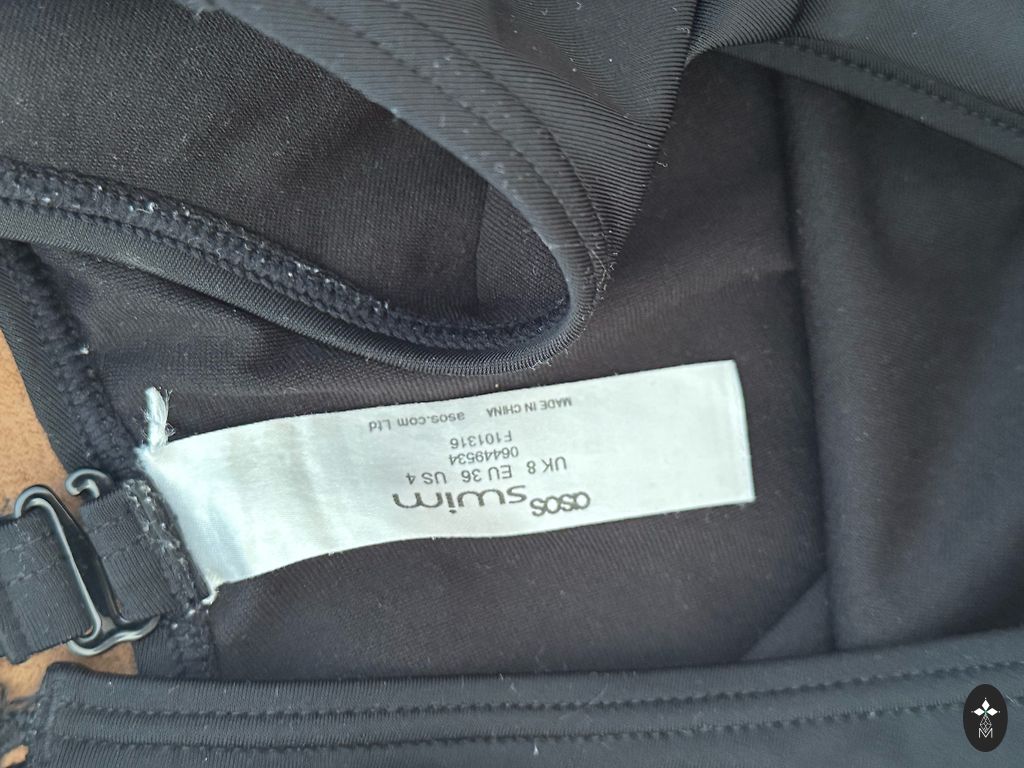 asos swim
UK 8 EU 36 US 4
06449534
F101316
asos.com Ltd MADE IN CHINA
M